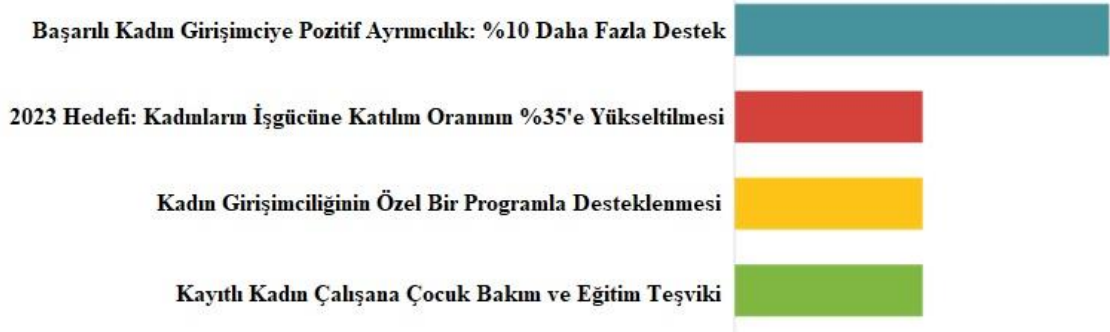 Başarılı Kadın Girişimciye Pozitif Ayrımcılık: %10 Daha Fazla Destek
2023 Hedefi: Kadınların İşgücüne Katılım Oranının %35'e Yükseltilmesi
Kadın Girişimciliğinin Özel Bir Programla Desteklenmesi
Kayıtlı Kadın Çalışana Çocuk Bakım ve Eğitim Teşviki